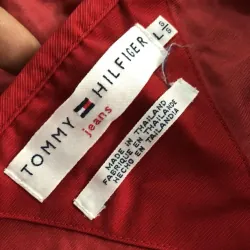 TOMMY HILFIGER
jeans
L
MADE IN THAILAND
FABRIQUE EN THAILANDE
HECHO EN TAILANDIA